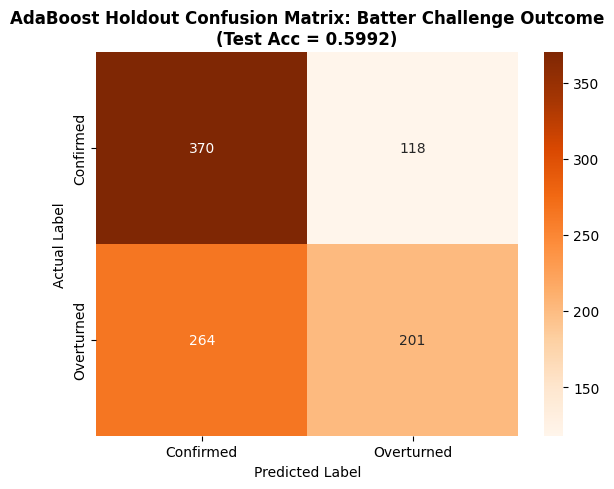 AdaBoost Holdout Confusion Matrix: Batter Challenge Outcome
(Test Acc = 0.5992)
Actual Label
Confirmed
Overturned
370
118
264
201
Confirmed
Overturned
Predicted Label
350
300
250
200
150